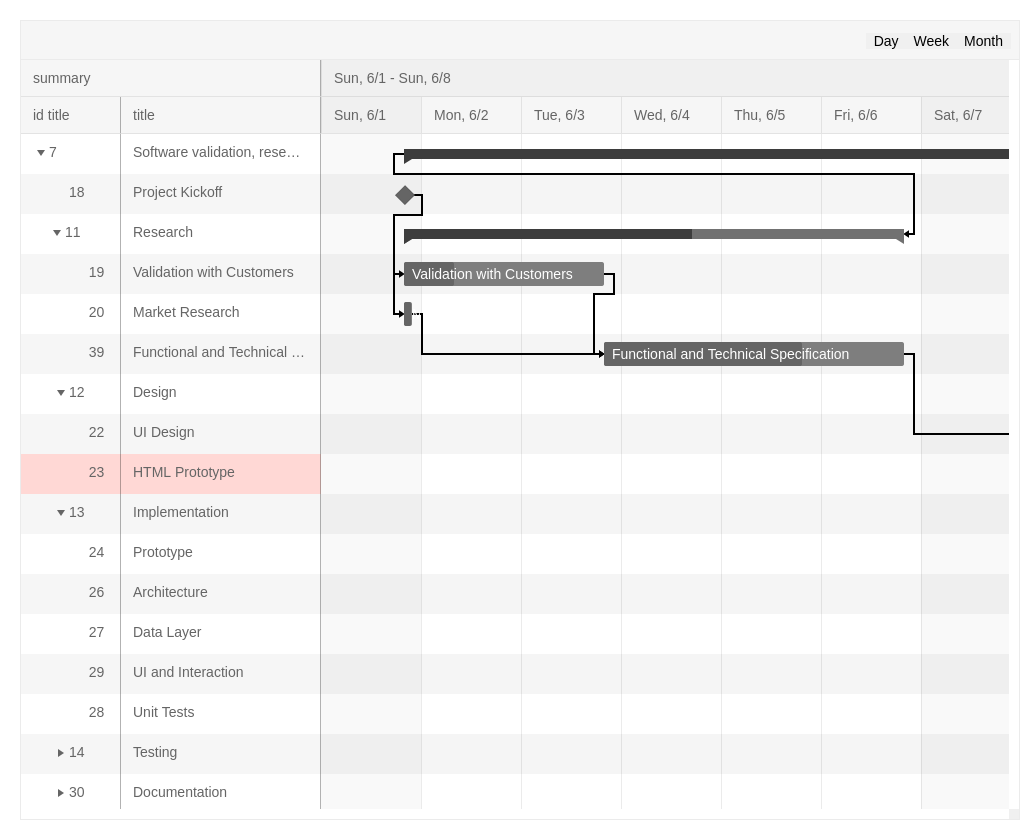 Day Week Month
summary Sun, 6/1 - Sun, 6/8
id title title Sun, 6/1 Mon, 6/2 Tue, 6/3 Wed, 6/4 Thu, 6/5 Fri, 6/6 Sat, 6/7
7 Software validation, rese…
18 Project Kickoff
11 Research
19 Validation with Customers Validation with Customers
20 Market Research ...
39 Functional and Technical … Functional and Technical Specification
12 Design
22 UI Design
23 HTML Prototype
13 Implementation
24 Prototype
26 Architecture
27 Data Layer
29 UI and Interaction
28 Unit Tests
14 Testing
30 Documentation